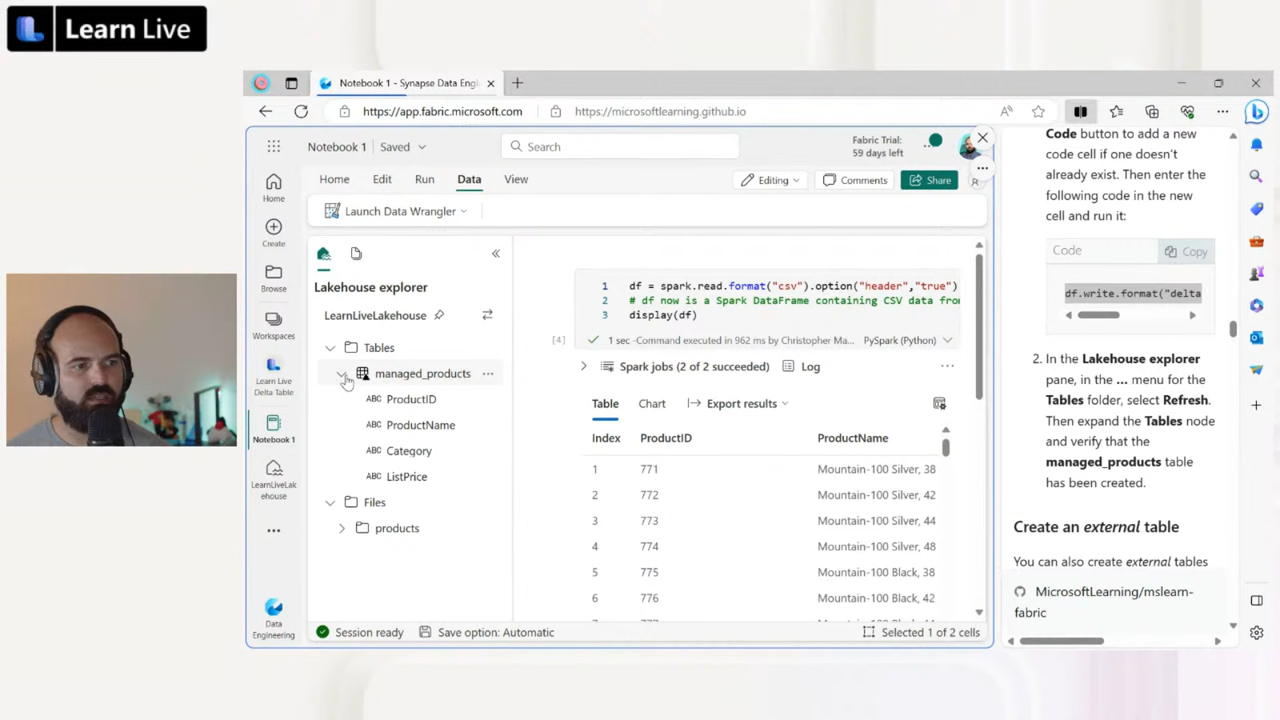 Learn Live
Notebook 1 - Synapse Data Engi
https://app.fabric.microsoft.com
https://microsoftlearning.github.io
Notebook 1
Saved
Search
Fabric Trial:
59 days left
Home
Edit
Run
Data
View
Editing
Comments
Share
Launch Data Wrangler
Home
Create
Browse
Workspaces
Learn Live
Delta Table
Notebook 1
LearnLiveLak
ehouse
Data
Engineering
Lakehouse explorer
LearnLiveLakehouse
Tables
managed_products
ABC ProductID
ABC ProductName
ABC Category
ABC ListPrice
Files
products
1 df = spark.read.format("csv").option("header","true")
2 # df now is a Spark DataFrame containing CSV data from
3 display(df)
[4]
1 sec -Command executed in 962 ms by Christopher Ma...
PySpark (Python)
Spark jobs (2 of 2 succeeded)
Log
Table
Chart
Export results
Index ProductID ProductName
1 771 Mountain-100 Silver, 38
2 772 Mountain-100 Silver, 42
3 773 Mountain-100 Silver, 44
4 774 Mountain-100 Silver, 48
5 775 Mountain-100 Black, 38
6 776 Mountain-100 Black, 42
Session ready
Save option: Automatic
Selected 1 of 2 cells
Code button to add a new
code cell if one doesn't
already exist. Then enter the
following code in the new
cell and run it:
Code
Copy
df.write.format("delta
2. In the Lakehouse explorer
pane, in the ... menu for the
Tables folder, select Refresh.
Then expand the Tables node
and verify that the
managed_products table
has been created.
Create an external table
You can also create external tables
MicrosoftLearning/mslearn-
fabric